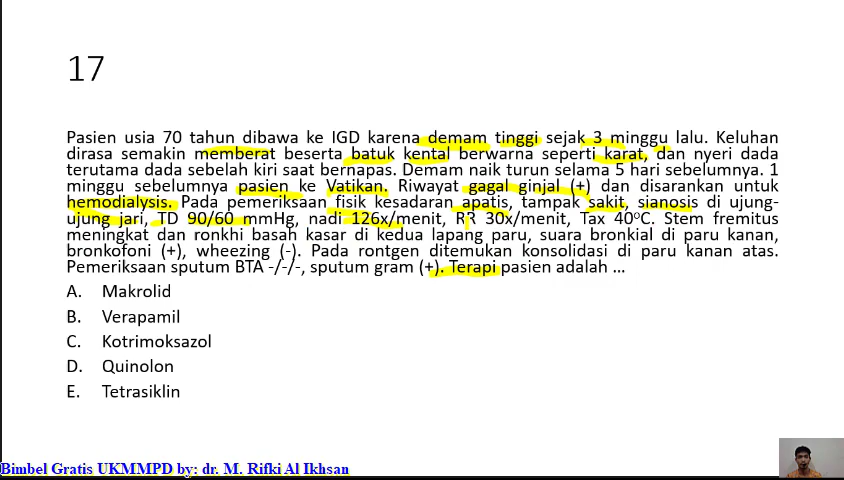 17
Pasien usia 70 tahun dibawa ke IGD karena demam tinggi sejak 3 minggu lalu. Keluhan
dirasa semakin memberat beserta batuk kental berwarna seperti karat, dan nyeri dada
terutama dada sebelah kiri saat bernapas. Demam naik turun selama 5 hari sebelumnya. 1
minggu sebelumnya pasien ke Vatikan. Riwayat gagal ginjal (+) dan disarankan untuk
hemodialysis. Pada pemeriksaan fisik kesadaran apatis, tampak sakit, sianosis di ujung-
ujung jari, TD 90/60 mmHg, nadi 126x/menit, RR 30x/menit, Tax 40°C. Stem fremitus
meningkat dan ronkhi basah kasar di kedua lapang paru, suara bronkial di paru kanan,
bronkofoni (+), wheezing (-). Pada rontgen ditemukan konsolidasi di paru kanan atas.
Pemeriksaan sputum BTA -/-/-, sputum gram (+). Terapi pasien adalah ...
A. Makrolid
B. Verapamil
C. Kotrimoksazol
D. Quinolon
E. Tetrasiklin
Bimbel Gratis UKMMPD by: dr. M. Rifki Al Ikhsan